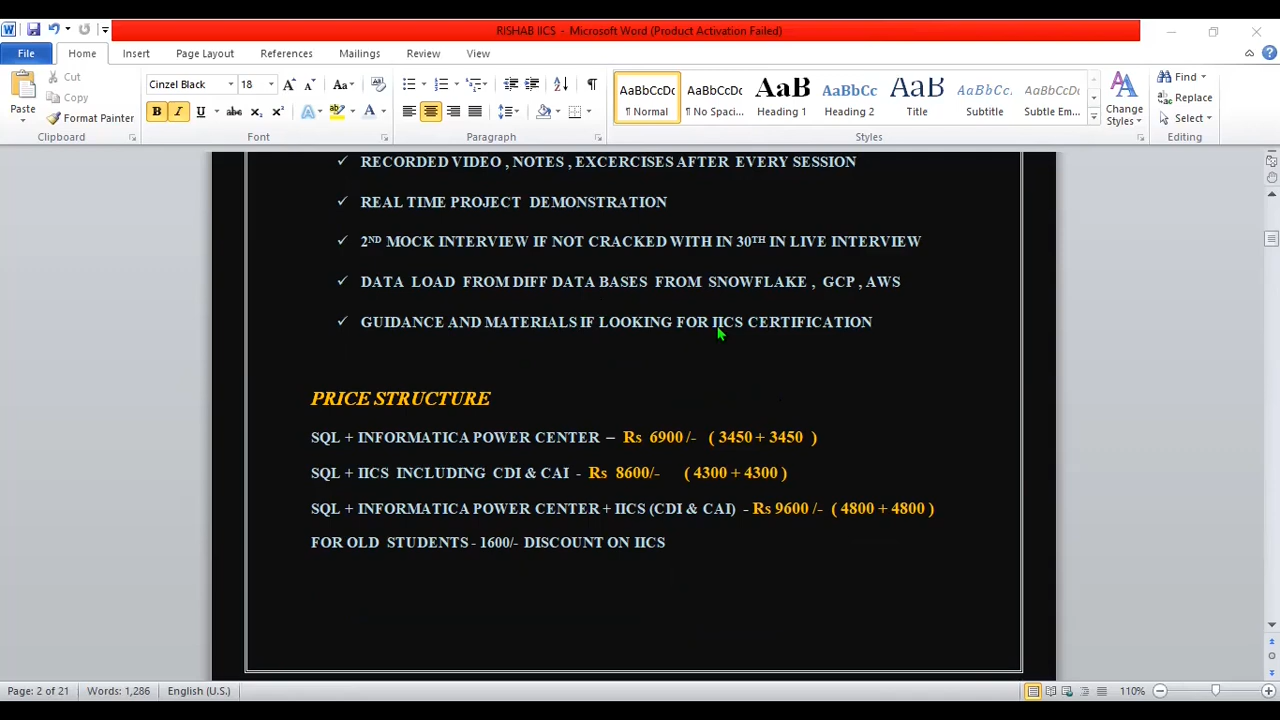 RISHAB IICS - Microsoft Word (Product Activation Failed)
File Home Insert Page Layout References Mailings Review View
Paste
Cut
Copy
Format Painter
Clipboard
Cinzel Black 18
Font
Paragraph
AaBbCcDc AaBbCcDc AaB AaBbCc AaB AaBbCcL AaBbCcDc
¶ Normal ¶ No Spac... Heading 1 Heading 2 Title Subtitle Subtle Em...
Styles
Change Styles
Find
Replace
Select
Editing
RECORDED VIDEO , NOTES , EXCERCISES AFTER EVERY SESSION
REAL TIME PROJECT DEMONSTRATION
2ND MOCK INTERVIEW IF NOT CRACKED WITH IN 30TH IN LIVE INTERVIEW
DATA LOAD FROM DIFF DATA BASES FROM SNOWFLAKE , GCP , AWS
GUIDANCE AND MATERIALS IF LOOKING FOR IICS CERTIFICATION
PRICE STRUCTURE
SQL + INFORMATICA POWER CENTER – Rs 6900 /- ( 3450 + 3450 )
SQL + IICS INCLUDING CDI & CAI - Rs 8600/- ( 4300 + 4300 )
SQL + INFORMATICA POWER CENTER + IICS (CDI & CAI) - Rs 9600 /- ( 4800 + 4800 )
FOR OLD STUDENTS - 1600/- DISCOUNT ON IICS
Page: 2 of 21 Words: 1,286 English (U.S.) 110%